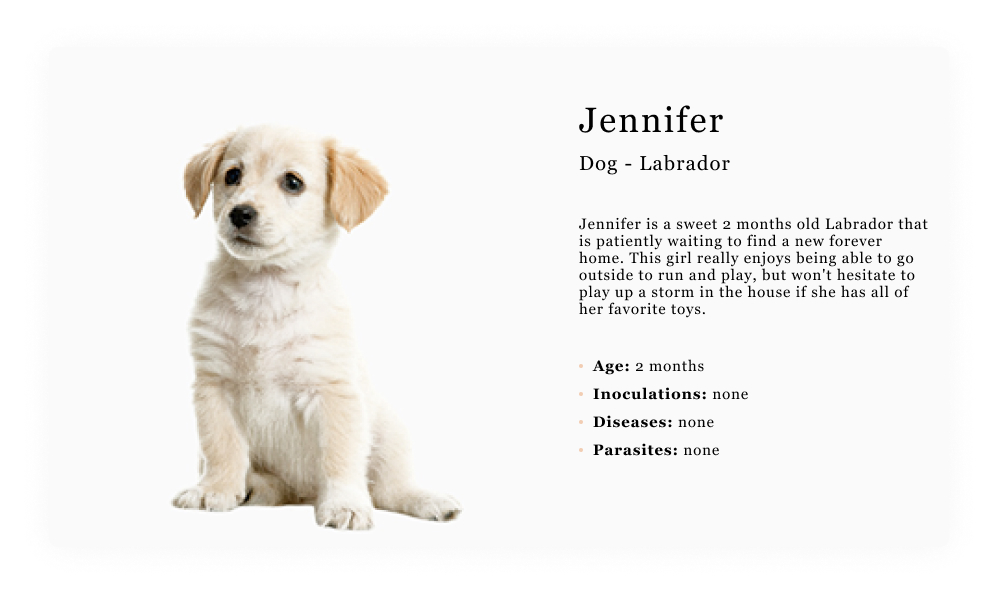 Jennifer
Dog - Labrador
Jennifer is a sweet 2 months old Labrador that
is patiently waiting to find a new forever
home. This girl really enjoys being able to go
outside to run and play, but won't hesitate to
play up a storm in the house if she has all of
her favorite toys.
• Age: 2 months
• Inoculations: none
• Diseases: none
• Parasites: none